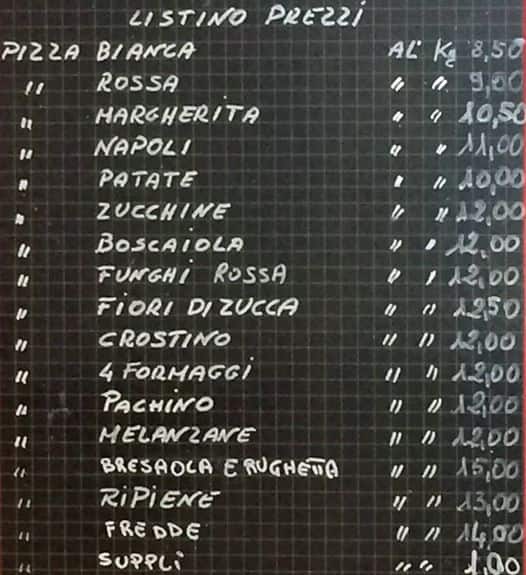 LISTINO PREZZI
PIZZA BIANCA AL' Kg 8,50
" ROSSA " " 9,00
" MARGHERITA " " 10,50
" NAPOLI " " 11,00
" PATATE " " 10,00
" ZUCCHINE " " 12,00
" BOSCAIOLA " " 12,00
" FUNGHI ROSSA " " 12,00
" FIORI DI ZUCCA " " 12,50
" CROSTINO " " 12,00
" 4 FORMAGGI " " 12,00
" PACHINO " " 12,00
" MELANZANE " " 12,00
" BRESAOLA E RUGHETTA " " 15,00
" RIPIENE " " 13,00
" FREDDE " " 14,00
" SUPPLì " " 1,00